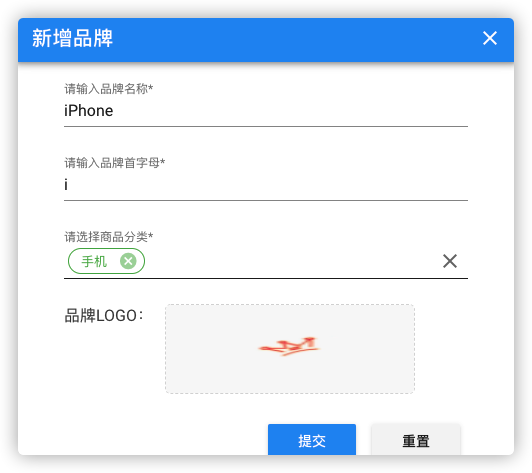 新增品牌
请输入品牌名称*
iPhone
请输入品牌首字母*
i
请选择商品分类*
手机
品牌LOGO：
提交 重置